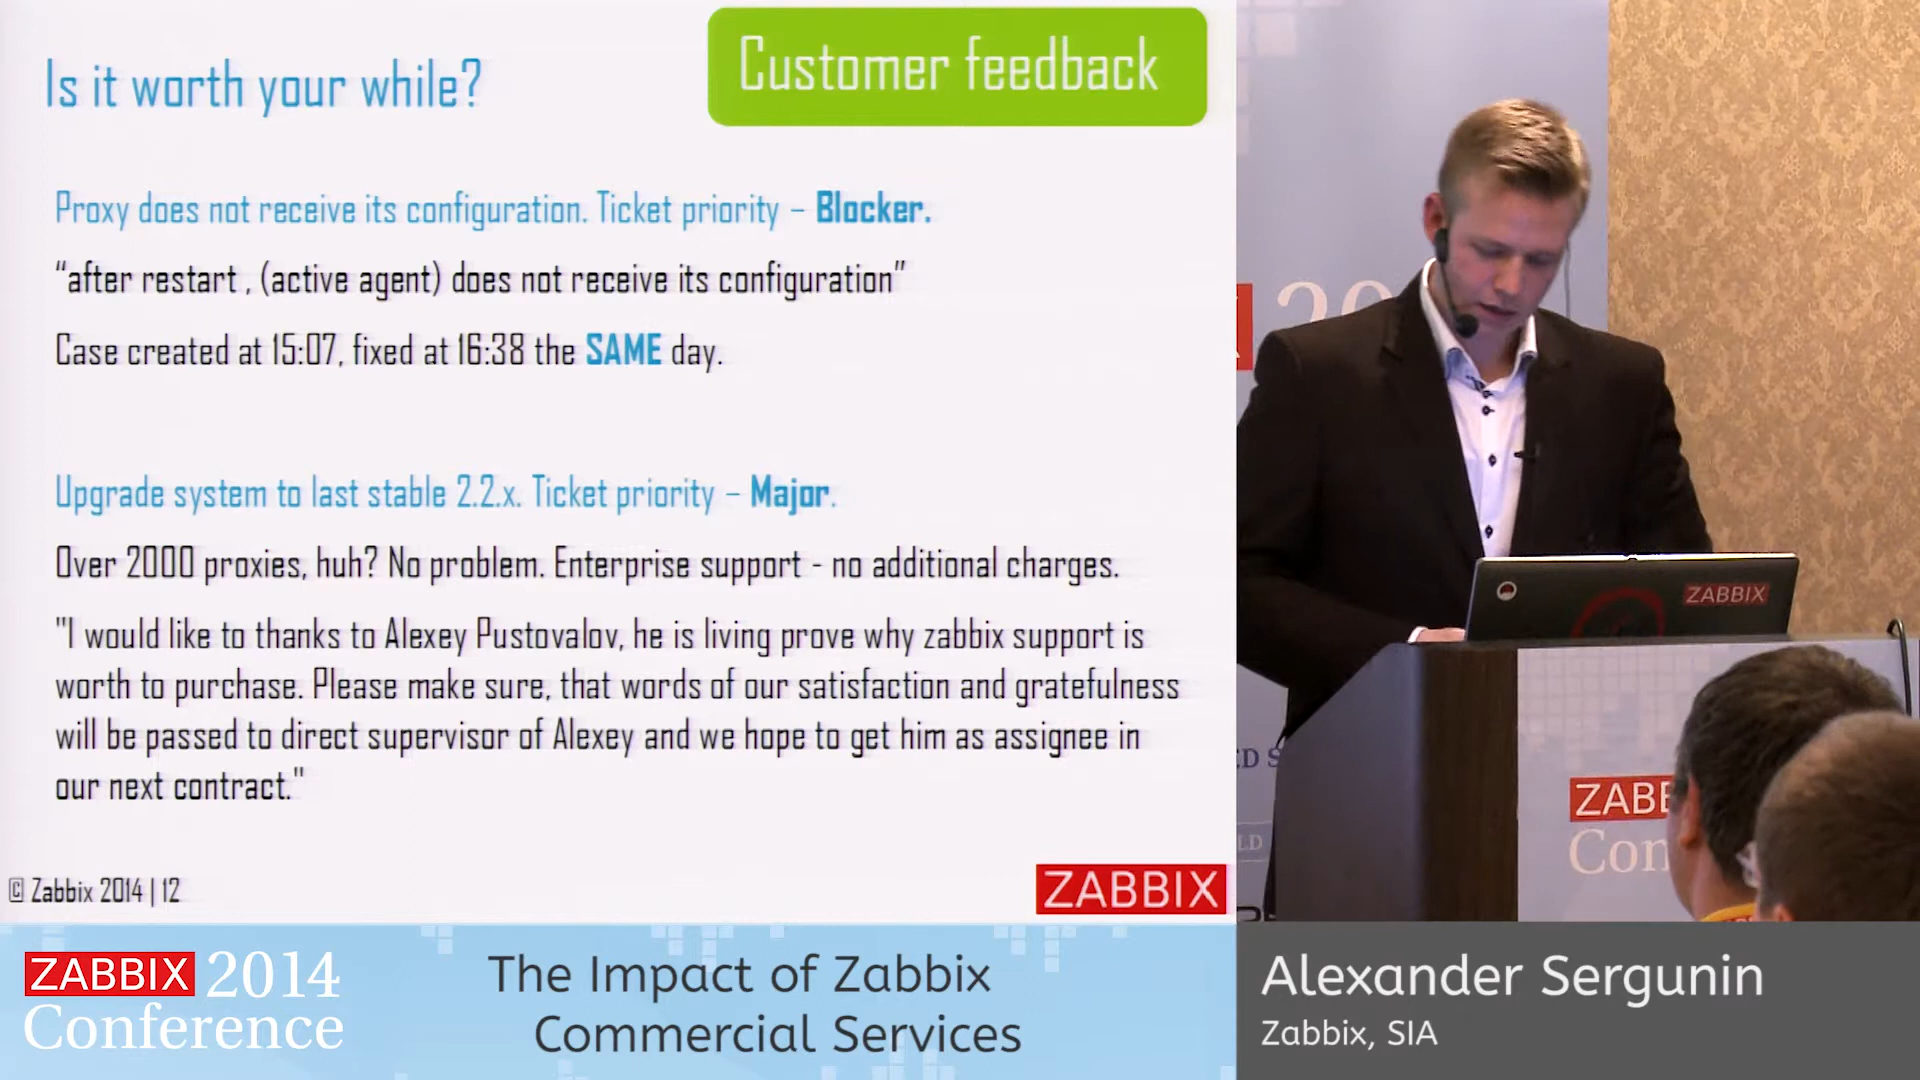 Is it worth your while?
Customer feedback
Proxy does not receive its configuration. Ticket priority – Blocker.
“after restart , (active agent) does not receive its configuration”
Case created at 15:07, fixed at 16:38 the SAME day.
Upgrade system to last stable 2.2.x. Ticket priority – Major.
Over 2000 proxies, huh? No problem. Enterprise support - no additional charges.
"I would like to thanks to Alexey Pustovalov, he is living prove why zabbix support is
worth to purchase. Please make sure, that words of our satisfaction and gratefulness
will be passed to direct supervisor of Alexey and we hope to get him as assignee in
our next contract."
© Zabbix 2014 | 12
ZABBIX
ZABBIX 2014
Conference
The Impact of Zabbix
Commercial Services
Alexander Sergunin
Zabbix, SIA
ZABBIX